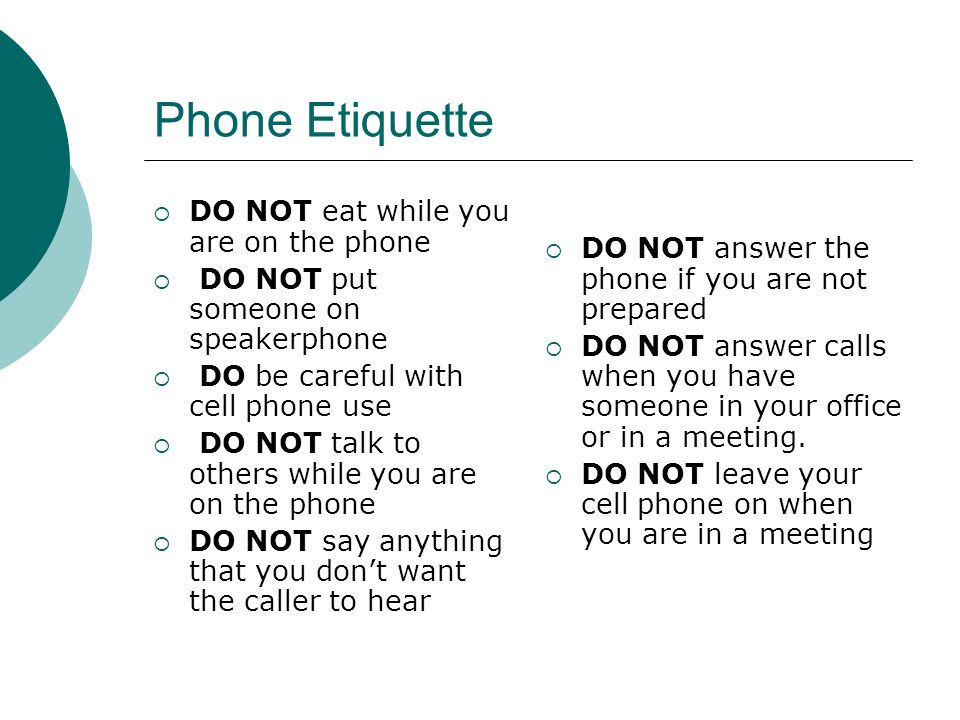 Phone Etiquette
DO NOT eat while you
are on the phone
DO NOT put
someone on
speakerphone
DO be careful with
cell phone use
DO NOT talk to
others while you are
on the phone
DO NOT say anything
that you don’t want
the caller to hear
DO NOT answer the
phone if you are not
prepared
DO NOT answer calls
when you have
someone in your office
or in a meeting.
DO NOT leave your
cell phone on when
you are in a meeting